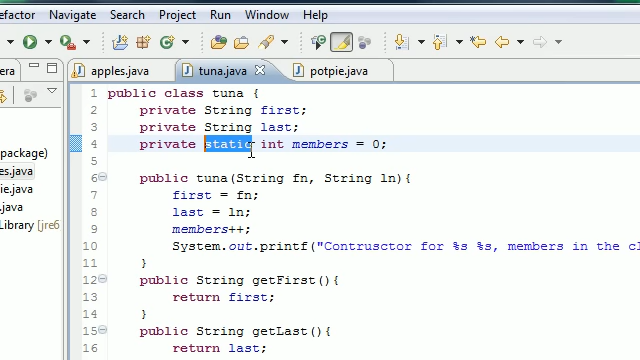 efactor Navigate Search Project Run Window Help
era apples.java tuna.java potpie.java
1 public class tuna {
2 private String first;
3 private String last;
4 private static int members = 0;
5
6 public tuna(String fn, String ln){
7 first = fn;
8 last = ln;
9 members++;
10 System.out.printf("Contrusctor for %s %s, members in the cl
11 }
12 public String getFirst(){
13 return first;
14 }
15 public String getLast(){
16 return last;
package)
es.java
ie.java
.java
Library [jre6